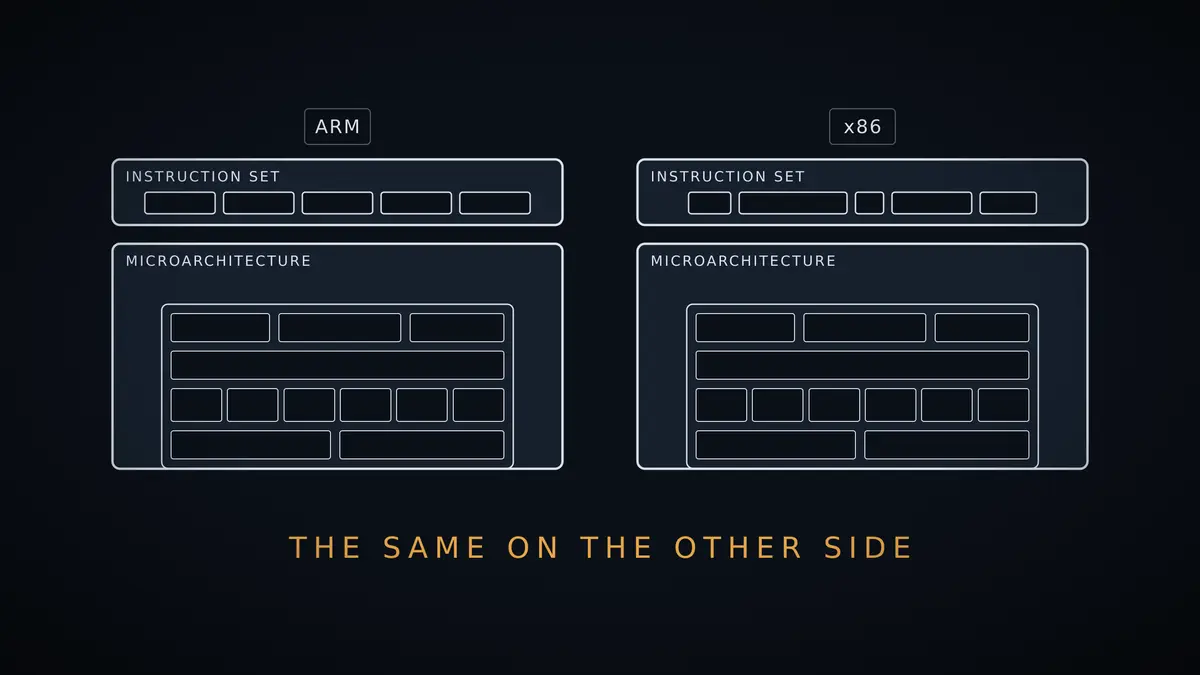 ARM
x86
INSTRUCTION SET
INSTRUCTION SET
MICROARCHITECTURE
MICROARCHITECTURE
THE SAME ON THE OTHER SIDE